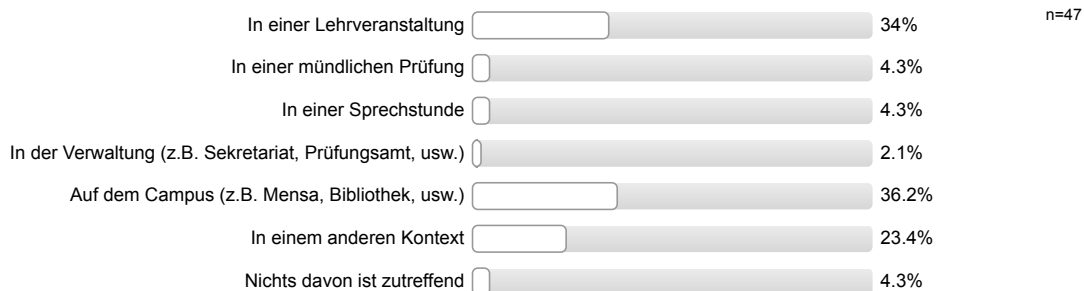 In einer Lehrveranstaltung 34% n=47
In einer mündlichen Prüfung 4.3%
In einer Sprechstunde 4.3%
In der Verwaltung (z.B. Sekretariat, Prüfungsamt, usw.) 2.1%
Auf dem Campus (z.B. Mensa, Bibliothek, usw.) 36.2%
In einem anderen Kontext 23.4%
Nichts davon ist zutreffend 4.3%